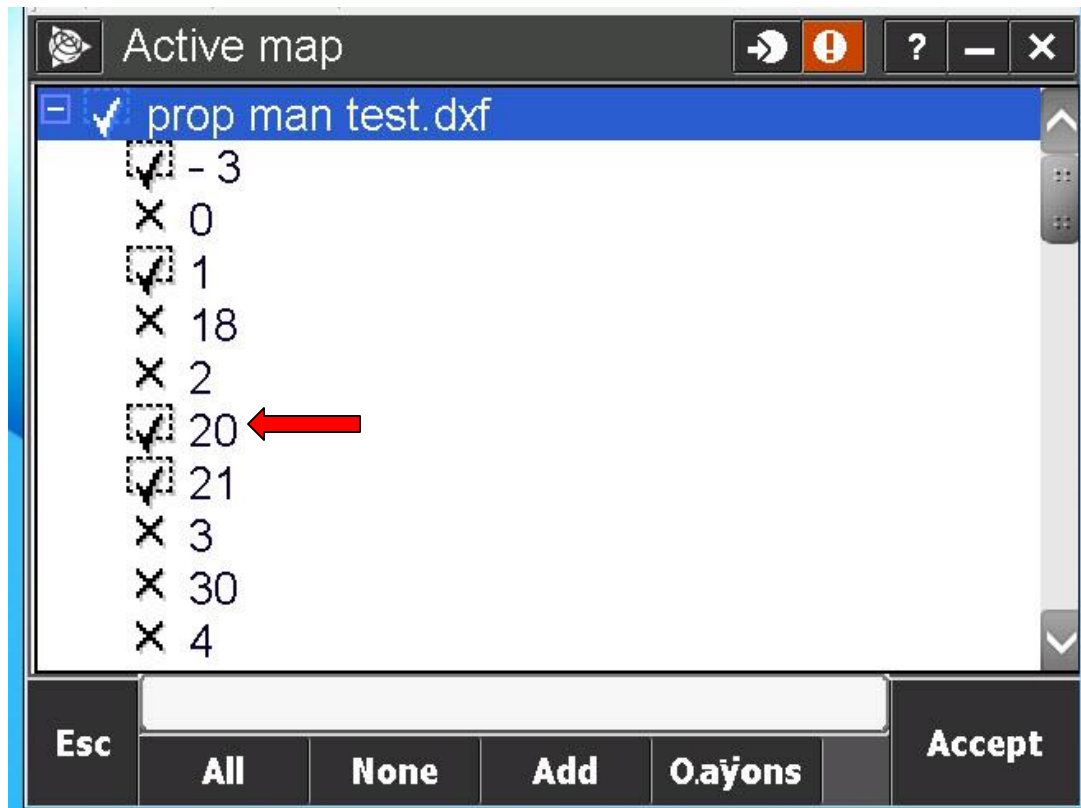 Active map
?
prop man test.dxf
- 3
0
1
18
2
20
21
3
30
4
Esc
All
None
Add
O.aÿons
Accept